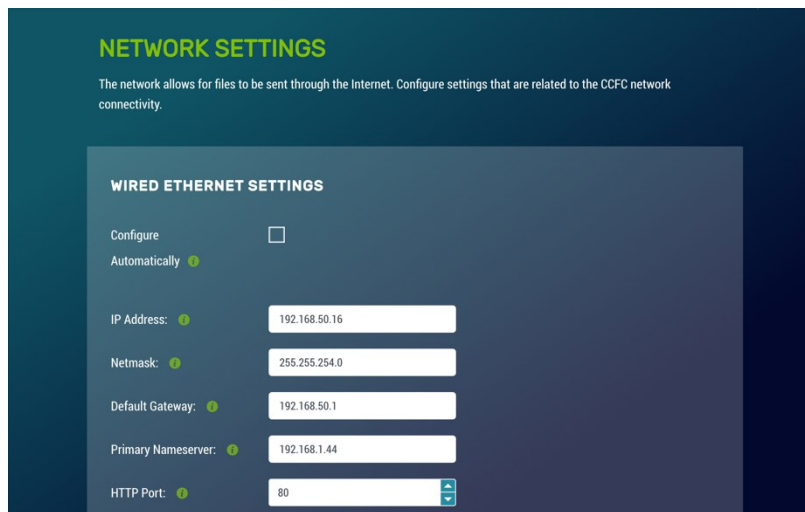 NETWORK SETTINGS
The network allows for files to be sent through the Internet. Configure settings that are related to the CCFC network
connectivity.
WIRED ETHERNET SETTINGS
Configure
Automatically i
IP Address: i 192.168.50.16
Netmask: i 255.255.254.0
Default Gateway: i 192.168.50.1
Primary Nameserver: i 192.168.1.44
HTTP Port: i 80